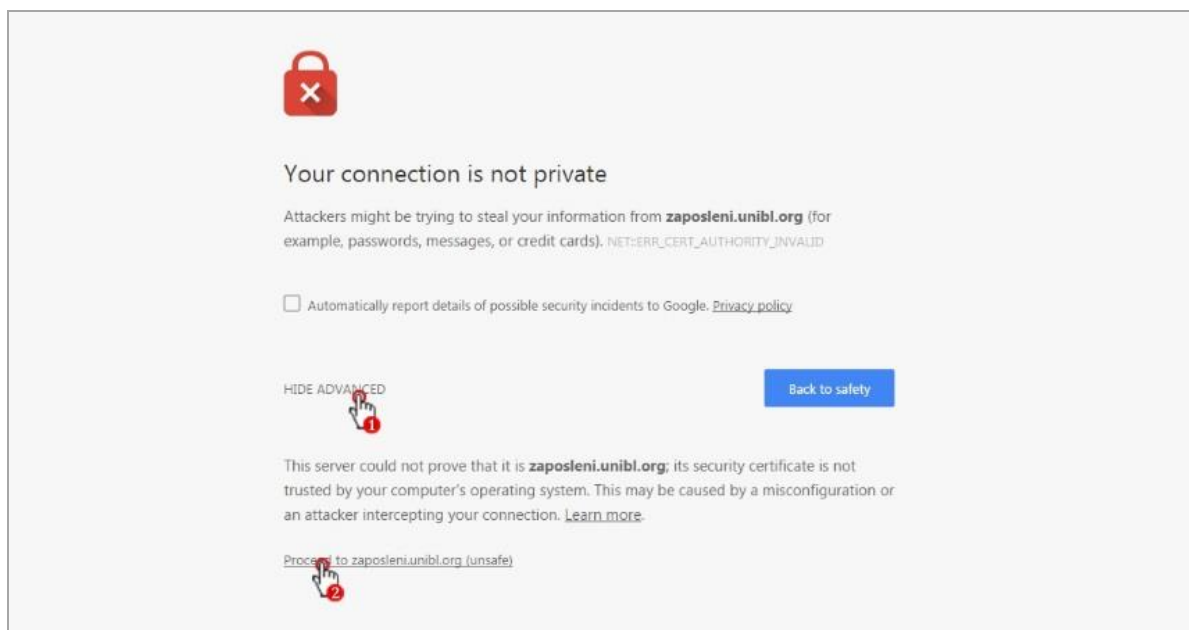 Your connection is not private
Attackers might be trying to steal your information from zaposleni.unibl.org (for
example, passwords, messages, or credit cards). NET::ERR_CERT_AUTHORITY_INVALID
Automatically report details of possible security incidents to Google. Privacy policy
HIDE ADVANCED
Back to safety
1
This server could not prove that it is zaposleni.unibl.org; its security certificate is not
trusted by your computer's operating system. This may be caused by a misconfiguration or
an attacker intercepting your connection. Learn more.
Proceed to zaposleni.unibl.org (unsafe)
2